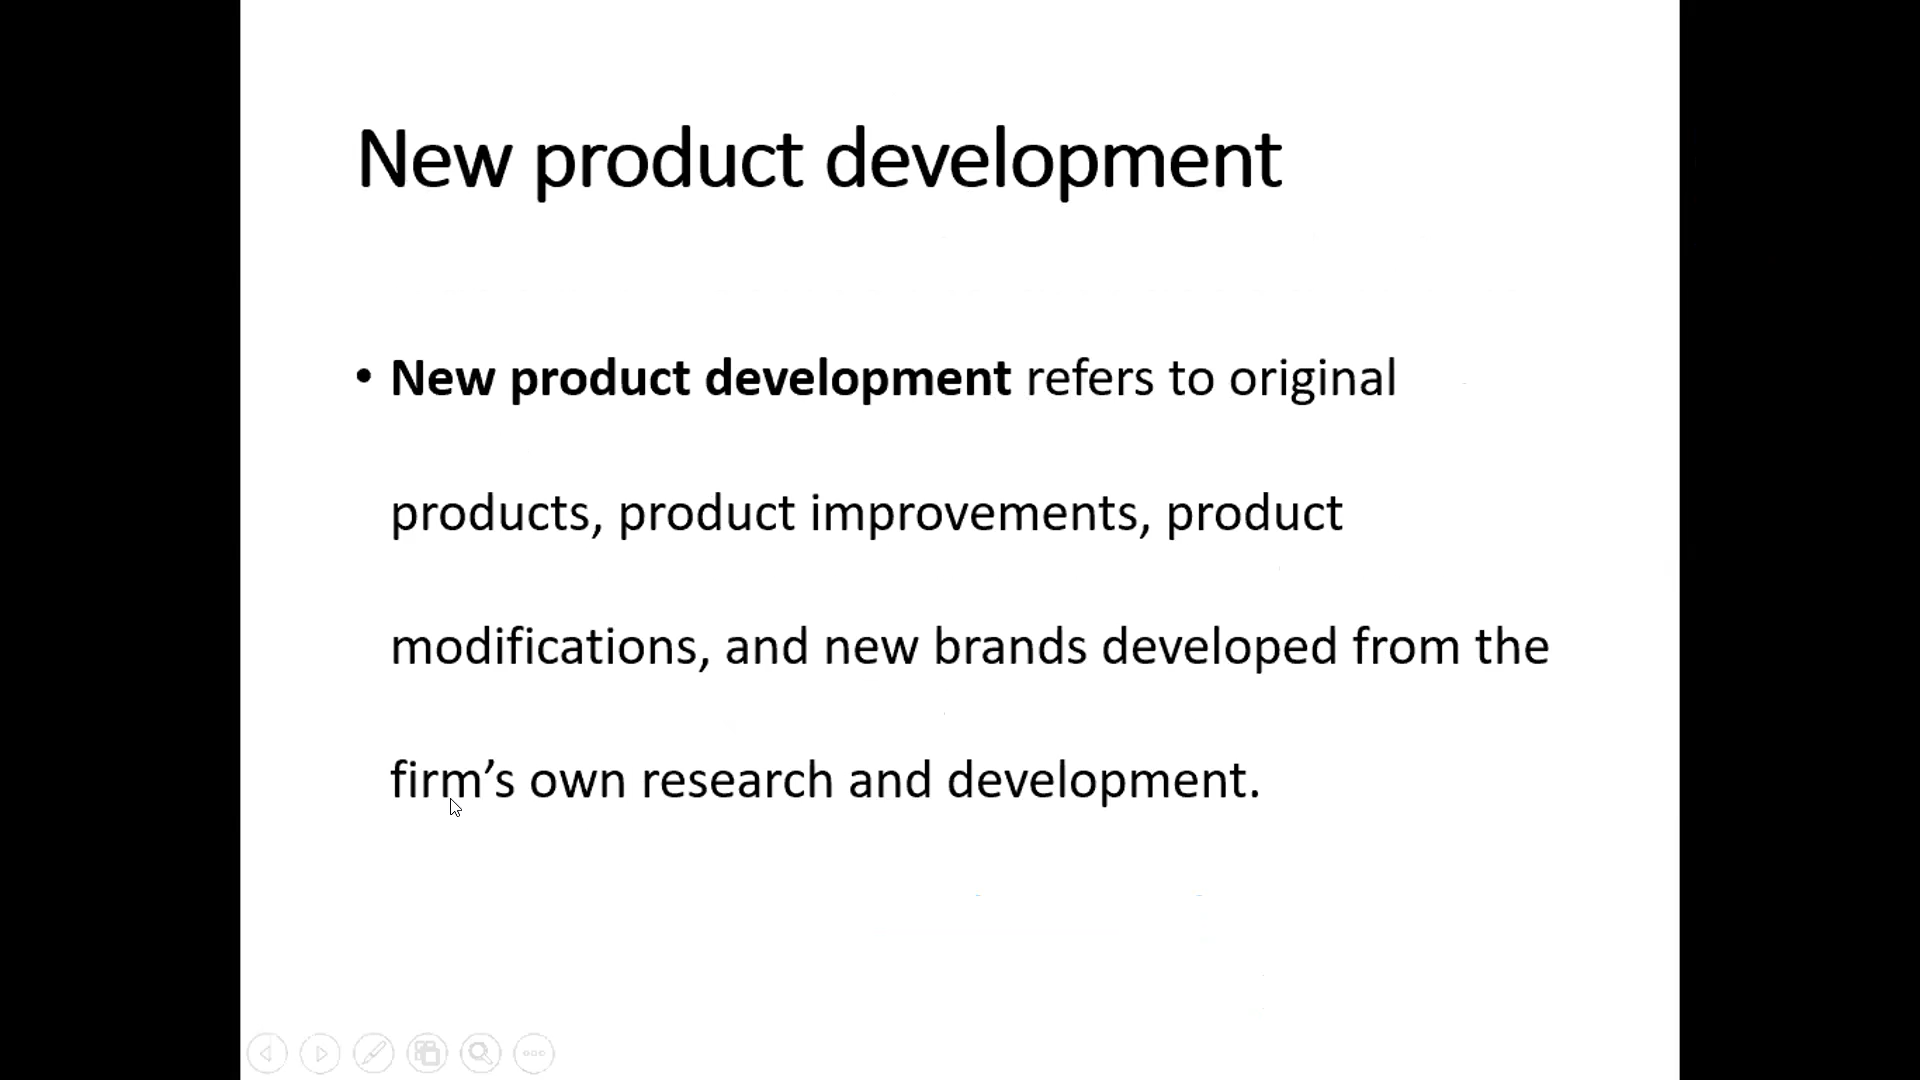 New product development
• New product development refers to original
products, product improvements, product
modifications, and new brands developed from the
firm’s own research and development.